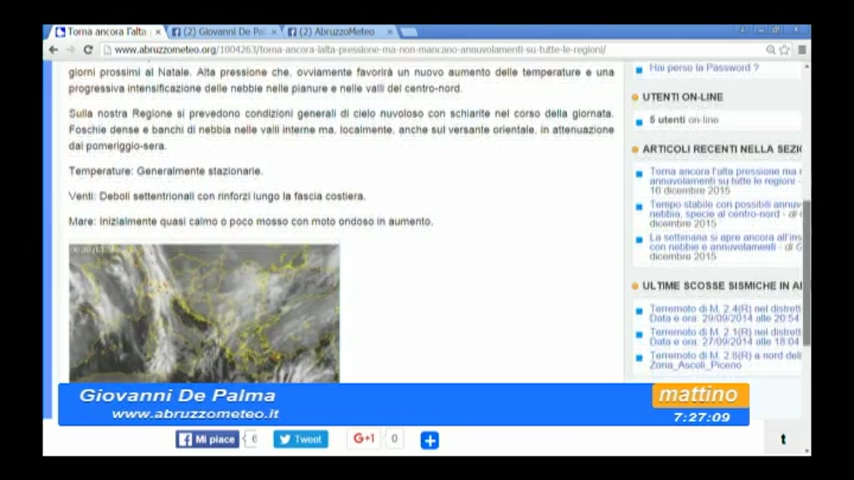 Torna ancora l'alta
(2) Giovanni De Pal
(2) AbruzzoMeteo
www.abruzzometeo.org/1004263/torna-ancora-lalta-pressione-ma-non-mancano-annuvolamenti-su-tutte-le-regioni/
giorni prossimi al Natale. Alta pressione che, ovviamente favorirà un nuovo aumento delle temperature e una
progressiva intensificazione delle nebbie nelle pianure e nelle valli del centro-nord.
Sulla nostra Regione si prevedono condizioni generali di cielo nuvoloso con schiarite nel corso della giornata.
Foschie dense e banchi di nebbia nelle valli interne ma, localmente, anche sul versante orientale, in attenuazione
dal pomeriggio-sera.
Temperature: Generalmente stazionarie.
Venti: Deboli settentrionali con rinforzi lungo la fascia costiera.
Mare: Inizialmente quasi calmo o poco mosso con moto ondoso in aumento.
Hai perso la Password ?
UTENTI ON-LINE
6 utenti on-line
ARTICOLI RECENTI NELLA SEZIO
Torna ancora l'alta pressione ma n
annuvolamenti su tutte le regioni -
16 dicembre 2015
Tempo stabile con possibili annuv
nebbia, specie al centro-nord - di G
dicembre 2015
La settimana si apre ancora all'ins
con nebbie e annuvolamenti - di G
dicembre 2015
ULTIME SCOSSE SISMICHE IN A
Terremoto di M. 2.4(R) nel distrett
Data e ora: 29/09/2014 alle 20:54
Terremoto di M. 2.1(R) nel distrett
Data e ora: 27/09/2014 alle 18:04
Terremoto di M. 2.8(R) a nord del
Zona_Ascoli_Piceno
Giovanni De Palma
www.abruzzometeo.it
mattino
7:27:09
Mi piace 6
Tweet
G+1 0
t